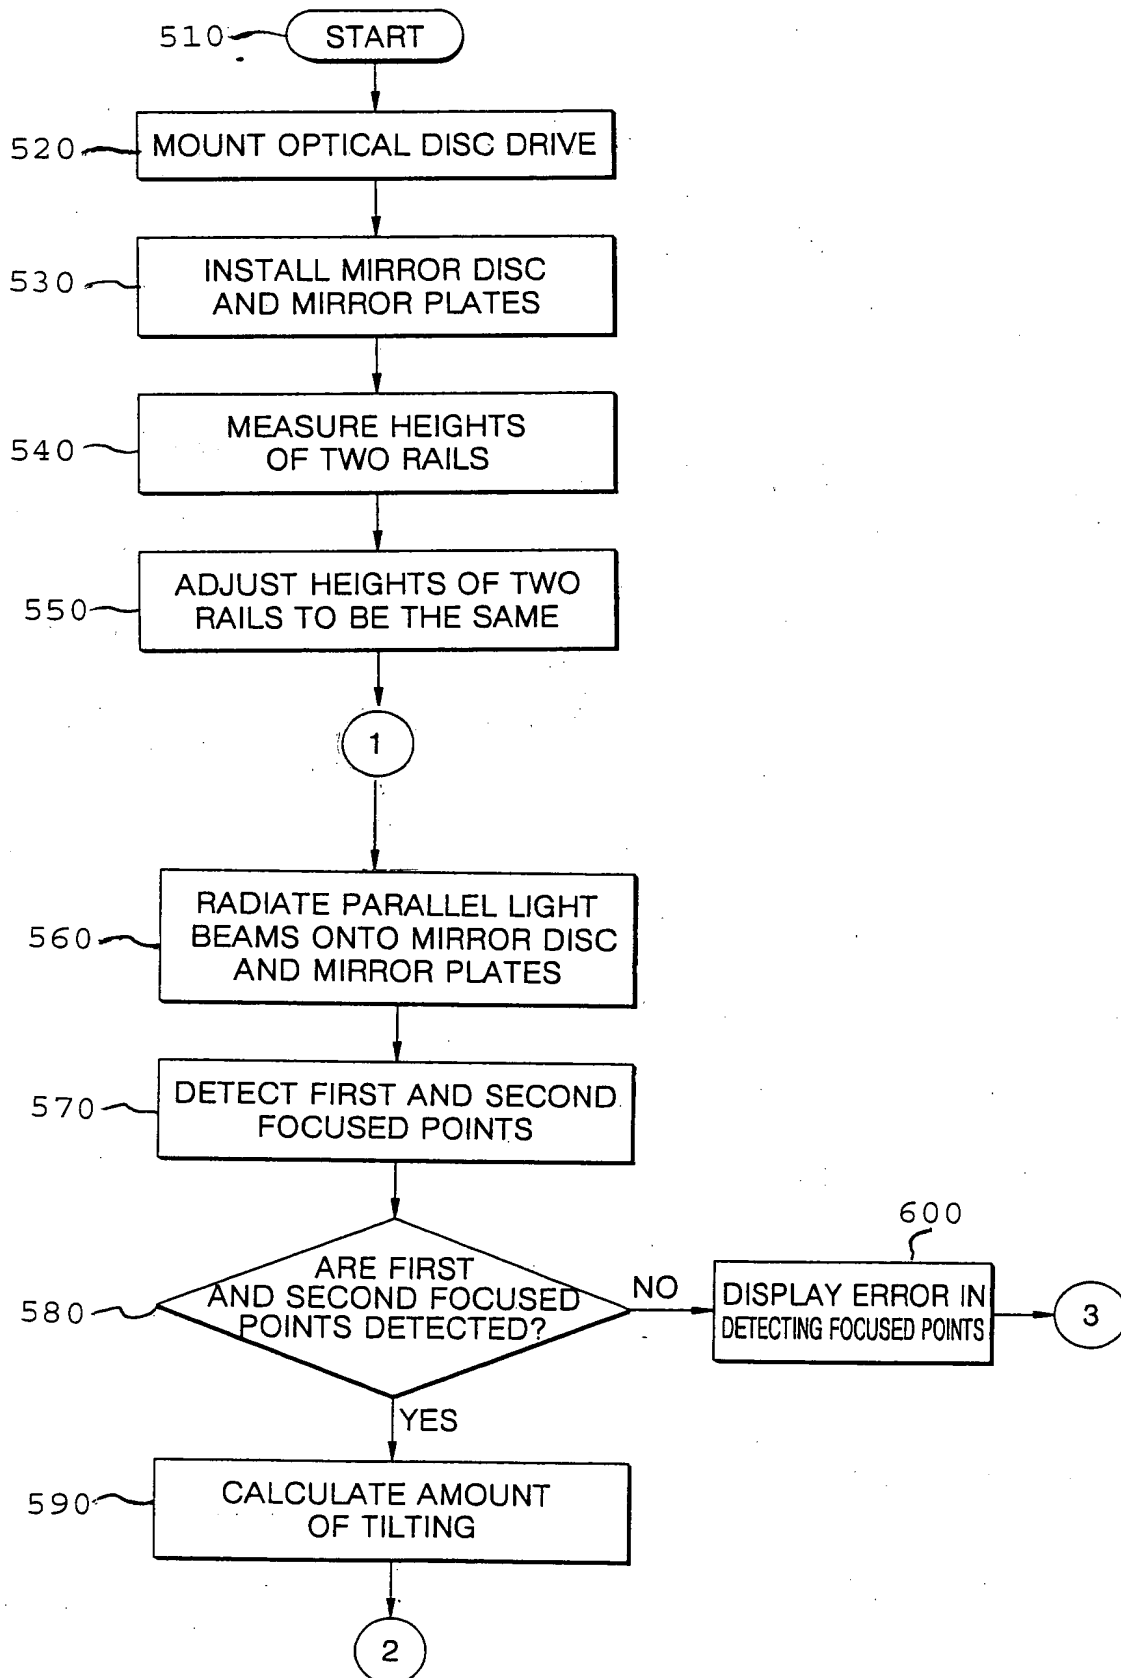 510
START
520
MOUNT OPTICAL DISC DRIVE
530
INSTALL MIRROR DISC
AND MIRROR PLATES
540
MEASURE HEIGHTS
OF TWO RAILS
550
ADJUST HEIGHTS OF TWO
RAILS TO BE THE SAME
1
560
RADIATE PARALLEL LIGHT
BEAMS ONTO MIRROR DISC
AND MIRROR PLATES
570
DETECT FIRST AND SECOND
FOCUSED POINTS
580
ARE FIRST
AND SECOND FOCUSED
POINTS DETECTED?
NO
600
DISPLAY ERROR IN
DETECTING FOCUSED POINTS
3
YES
590
CALCULATE AMOUNT
OF TILTING
2